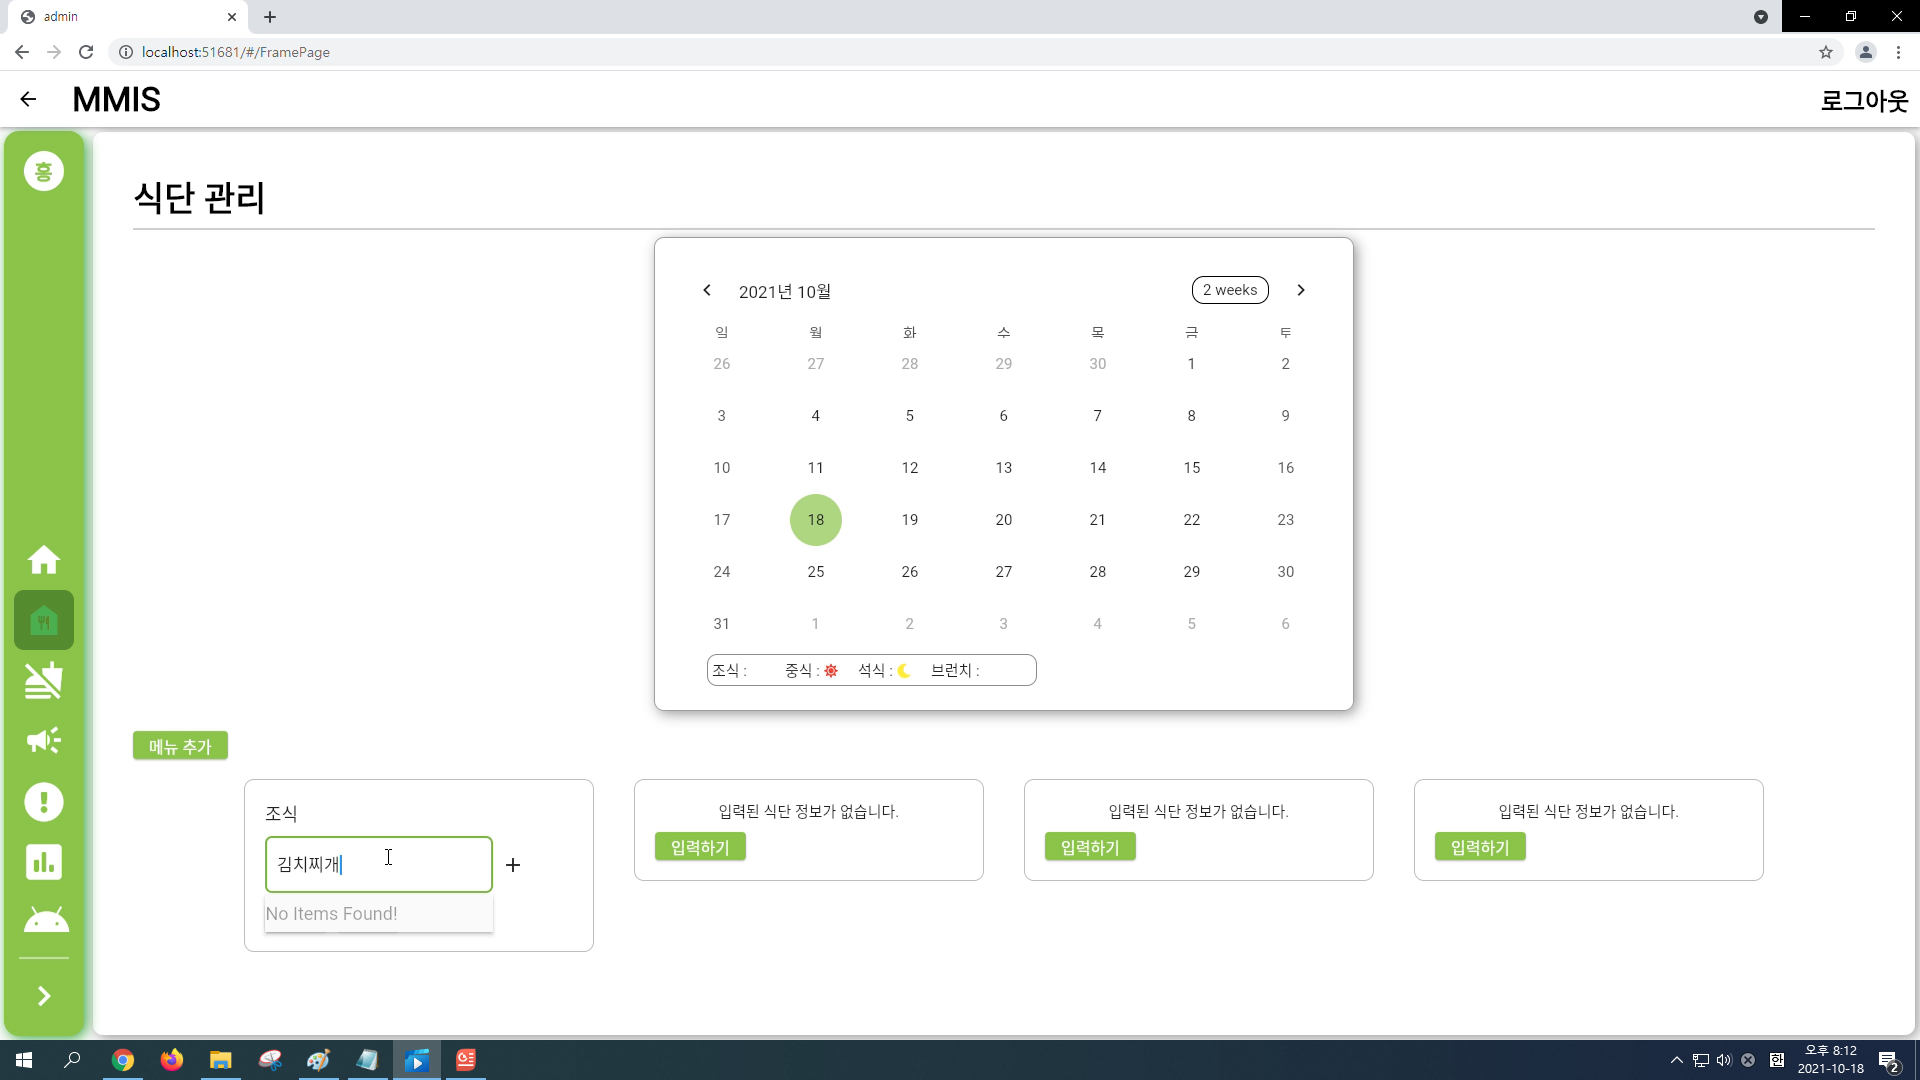 admin
localhost:51681/#/FramePage
MMIS
로그아웃
홍
식단 관리
2021년 10월
2 weeks
일 월 화 수 목 금 토
26 27 28 29 30 1 2
3 4 5 6 7 8 9
10 11 12 13 14 15 16
17 18 19 20 21 22 23
24 25 26 27 28 29 30
31 1 2 3 4 5 6
조식 : 중식 : 석식 : 브런치 :
메뉴 추가
조식
김치찌개
No Items Found!
입력된 식단 정보가 없습니다.
입력하기
입력된 식단 정보가 없습니다.
입력하기
입력된 식단 정보가 없습니다.
입력하기
한
오후 8:12
2021-10-18
2